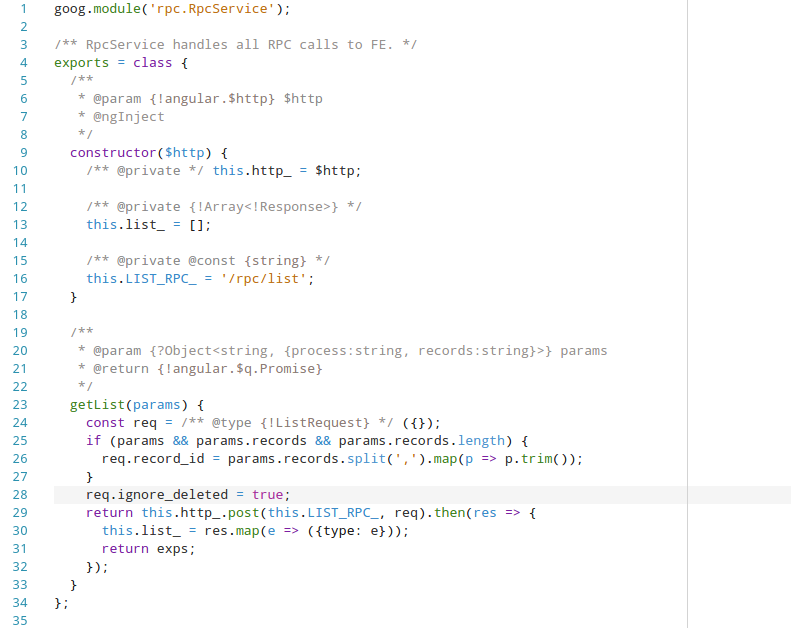 1 goog.module('rpc.RpcService');
2
3 /** RpcService handles all RPC calls to FE. */
4 exports = class {
5   /**
6    * @param {!angular.$http} $http
7    * @ngInject
8    */
9   constructor($http) {
10     /** @private */ this.http_ = $http;
11
12     /** @private {!Array<!Response>} */
13     this.list_ = [];
14
15     /** @private @const {string} */
16     this.LIST_RPC_ = '/rpc/list';
17   }
18
19   /**
20    * @param {?Object<string, {process:string, records:string}>} params
21    * @return {!angular.$q.Promise}
22    */
23   getList(params) {
24     const req = /** @type {!ListRequest} */ ({});
25     if (params && params.records && params.records.length) {
26       req.record_id = params.records.split(',').map(p => p.trim());
27     }
28     req.ignore_deleted = true;
29     return this.http_.post(this.LIST_RPC_, req).then(res => {
30       this.list_ = res.map(e => ({type: e}));
31       return exps;
32     });
33   }
34 };
35